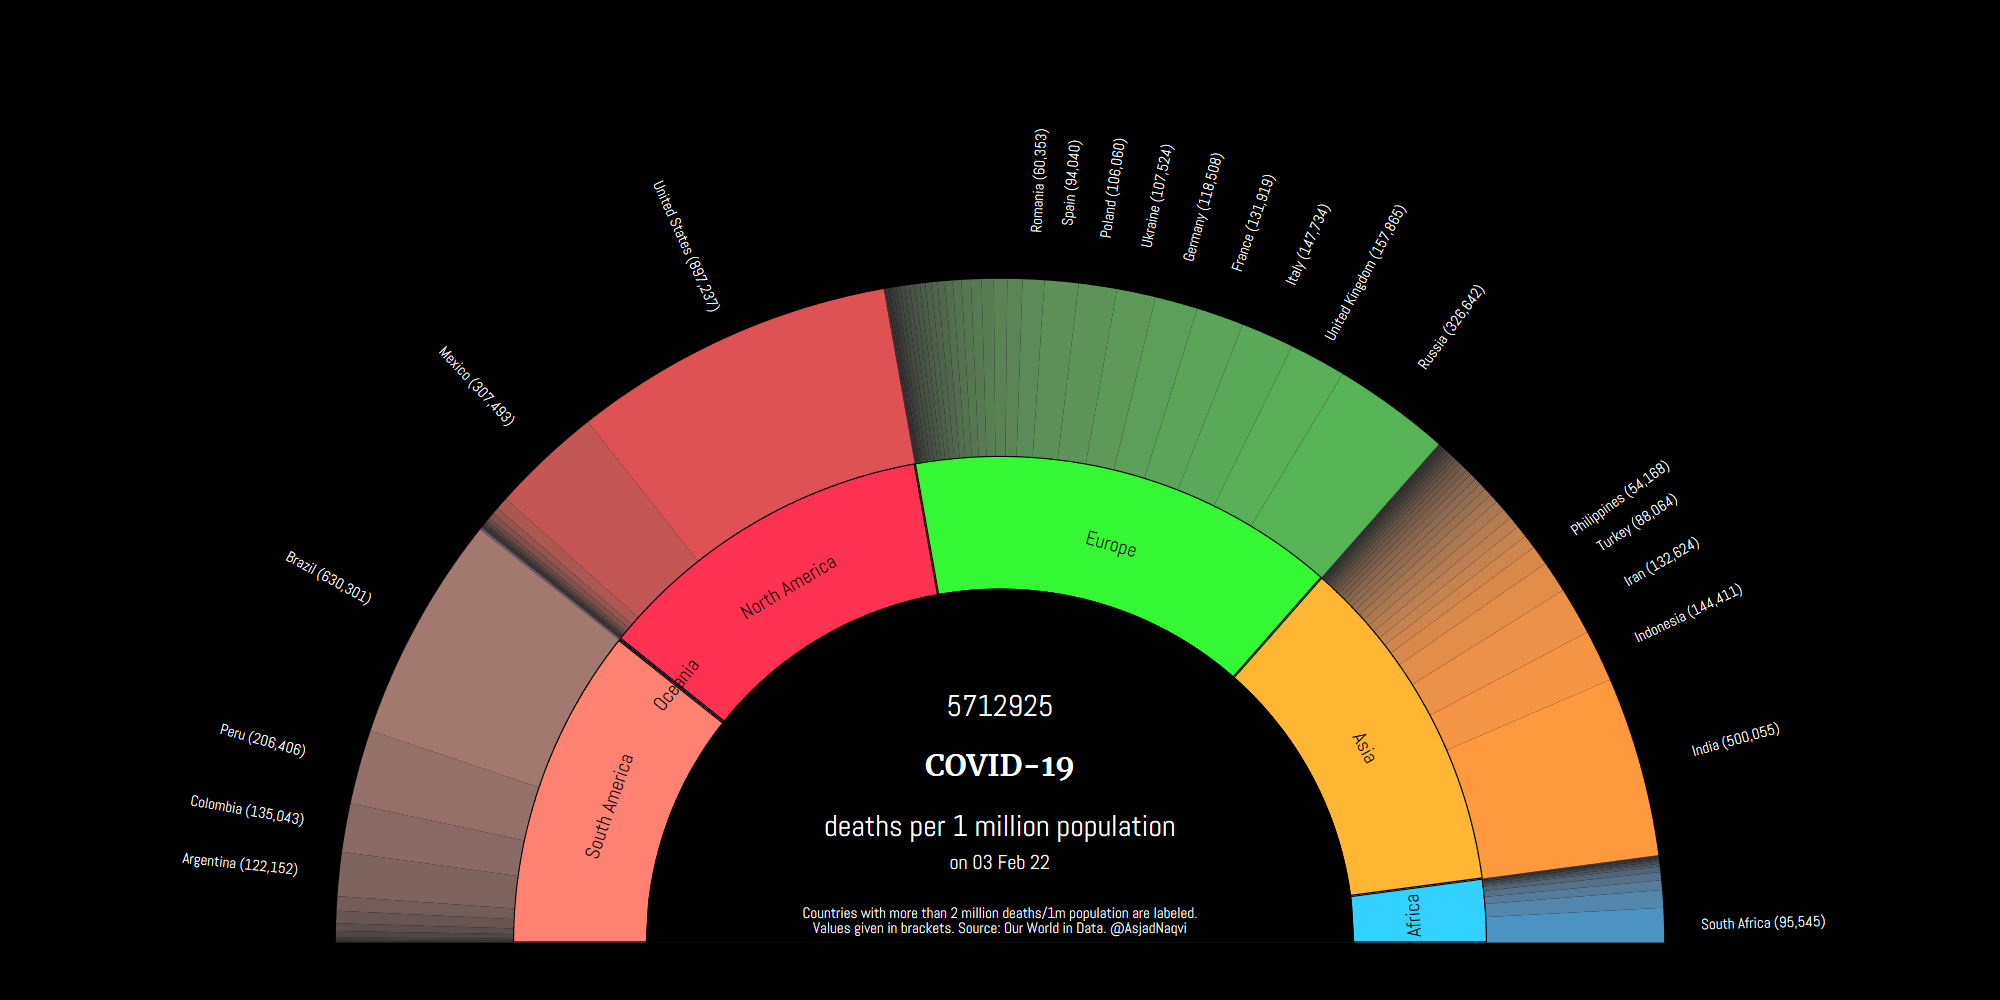 Argentina (122,152)
Colombia (135,043)
Peru (206,406)
Brazil (630,301)
Mexico (307,493)
United States (897,237)
Romania (60,353)
Spain (94,040)
Poland (106,060)
Ukraine (107,524)
Germany (118,508)
France (131,919)
Italy (147,734)
United Kingdom (157,865)
Russia (326,642)
Philippines (54,168)
Turkey (88,064)
Iran (132,624)
Indonesia (144,411)
India (500,055)
South Africa (95,545)
South America
Oceania
North America
Europe
Asia
Africa
5712925
COVID-19
deaths per 1 million population
on 03 Feb 22
Countries with more than 2 million deaths/1m population are labeled.
Values given in brackets. Source: Our World in Data. @AsjadNaqvi